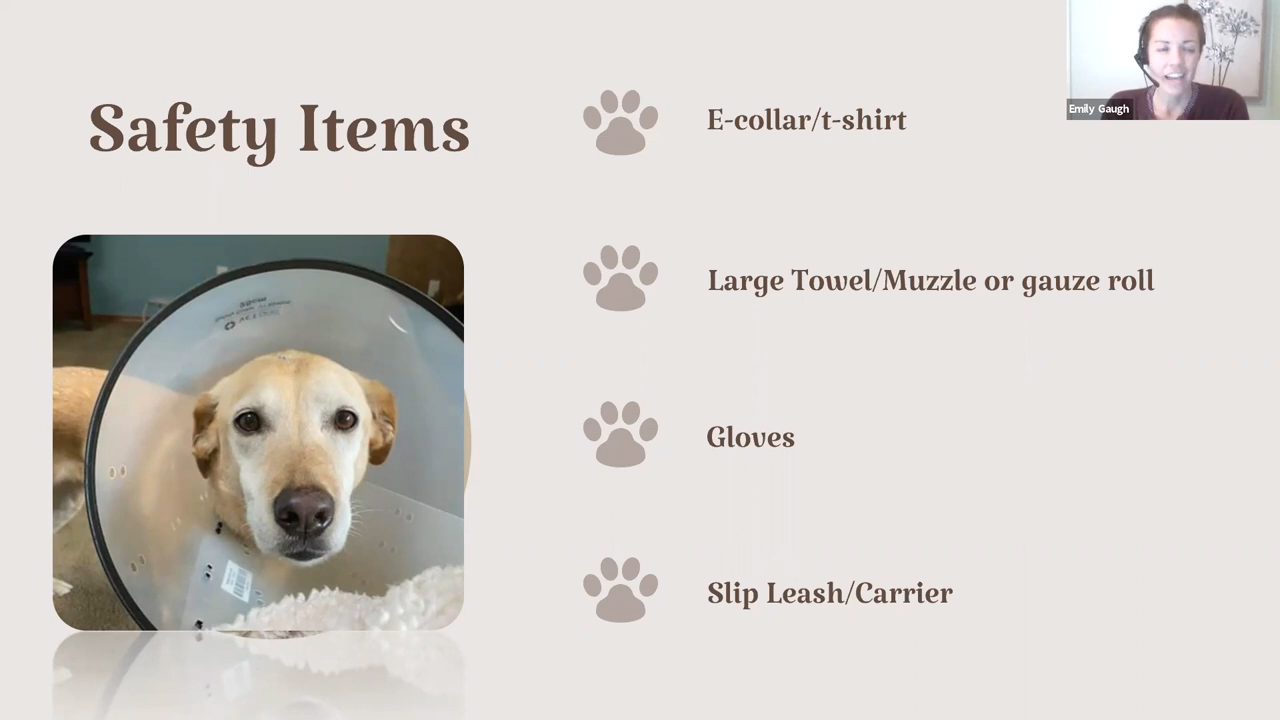 Safety Items
E-collar/t-shirt
Large Towel/Muzzle or gauze roll
Gloves
Slip Leash/Carrier
Emily Gaugh